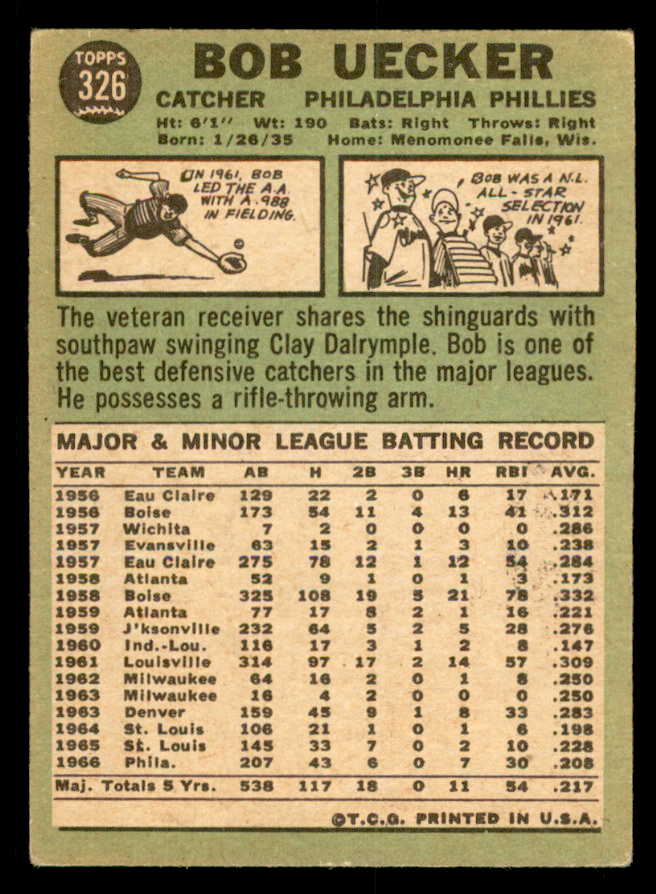 TOPPS
326
BOB UECKER
CATCHER PHILADELPHIA PHILLIES
Ht: 6'1" Wt: 190 Bats: Right Throws: Right
Born: 1/26/35 Home: Menomonee Falls, Wis.
ON 1961, BOB
LED THE A.A.
WITH A .988
IN FIELDING.
BOB WAS A N.L.
ALL-STAR
SELECTION
IN 1961.
The veteran receiver shares the shinguards with
southpaw swinging Clay Dalrymple. Bob is one of
the best defensive catchers in the major leagues.
He possesses a rifle-throwing arm.
MAJOR & MINOR LEAGUE BATTING RECORD
YEAR TEAM AB H 2B 3B HR RBI AVG.
1956 Eau Claire 129 22 2 0 6 17 .171
1956 Boise 173 54 11 4 13 41 .312
1957 Wichita 7 2 0 0 0 0 .286
1957 Evansville 63 15 2 1 3 10 .238
1957 Eau Claire 275 78 12 1 12 54 .284
1958 Atlanta 52 9 1 0 1 3 .173
1958 Boise 325 108 19 5 21 78 .332
1959 Atlanta 77 17 8 2 1 16 .221
1959 J'ksonville 232 64 5 2 5 28 .276
1960 Ind.-Lou. 116 17 3 1 2 8 .147
1961 Louisville 314 97 17 2 14 57 .309
1962 Milwaukee 64 16 2 0 1 8 .250
1963 Milwaukee 16 4 2 0 0 0 .250
1963 Denver 159 45 9 1 8 33 .283
1964 St. Louis 106 21 1 0 1 6 .198
1965 St. Louis 145 33 7 0 2 10 .228
1966 Phila. 207 43 6 0 7 30 .208
Maj. Totals 5 Yrs. 538 117 18 0 11 54 .217
©T.C.G. PRINTED IN U.S.A.